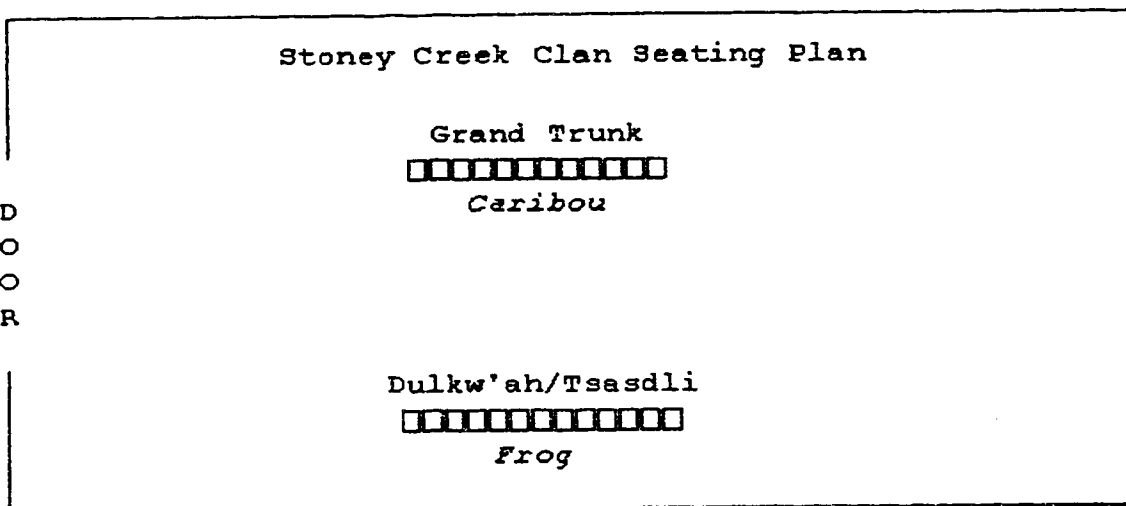 Stoney Creek Clan Seating Plan
Grand Trunk
Caribou
D
O
O
R
Dulkw'ah/Tsasdli
Frog